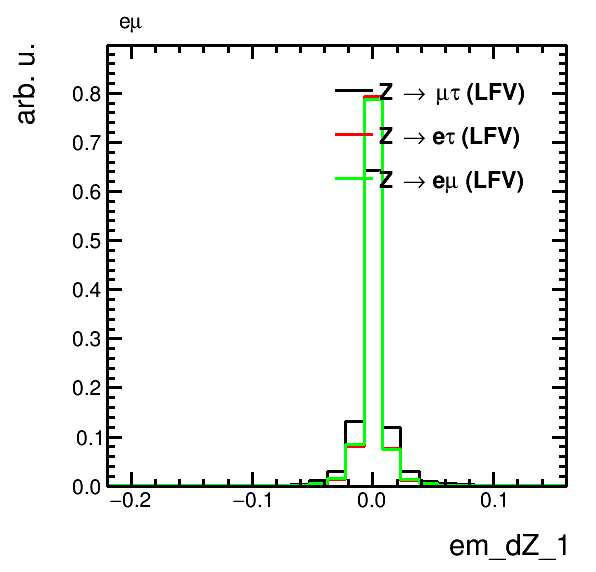 eμ
arb. u.
Z → μτ (LFV)
Z → eτ (LFV)
Z → eμ (LFV)
0.8
0.7
0.6
0.5
0.4
0.3
0.2
0.1
0.0
−0.2 −0.1 0.0 0.1
em_dZ_1